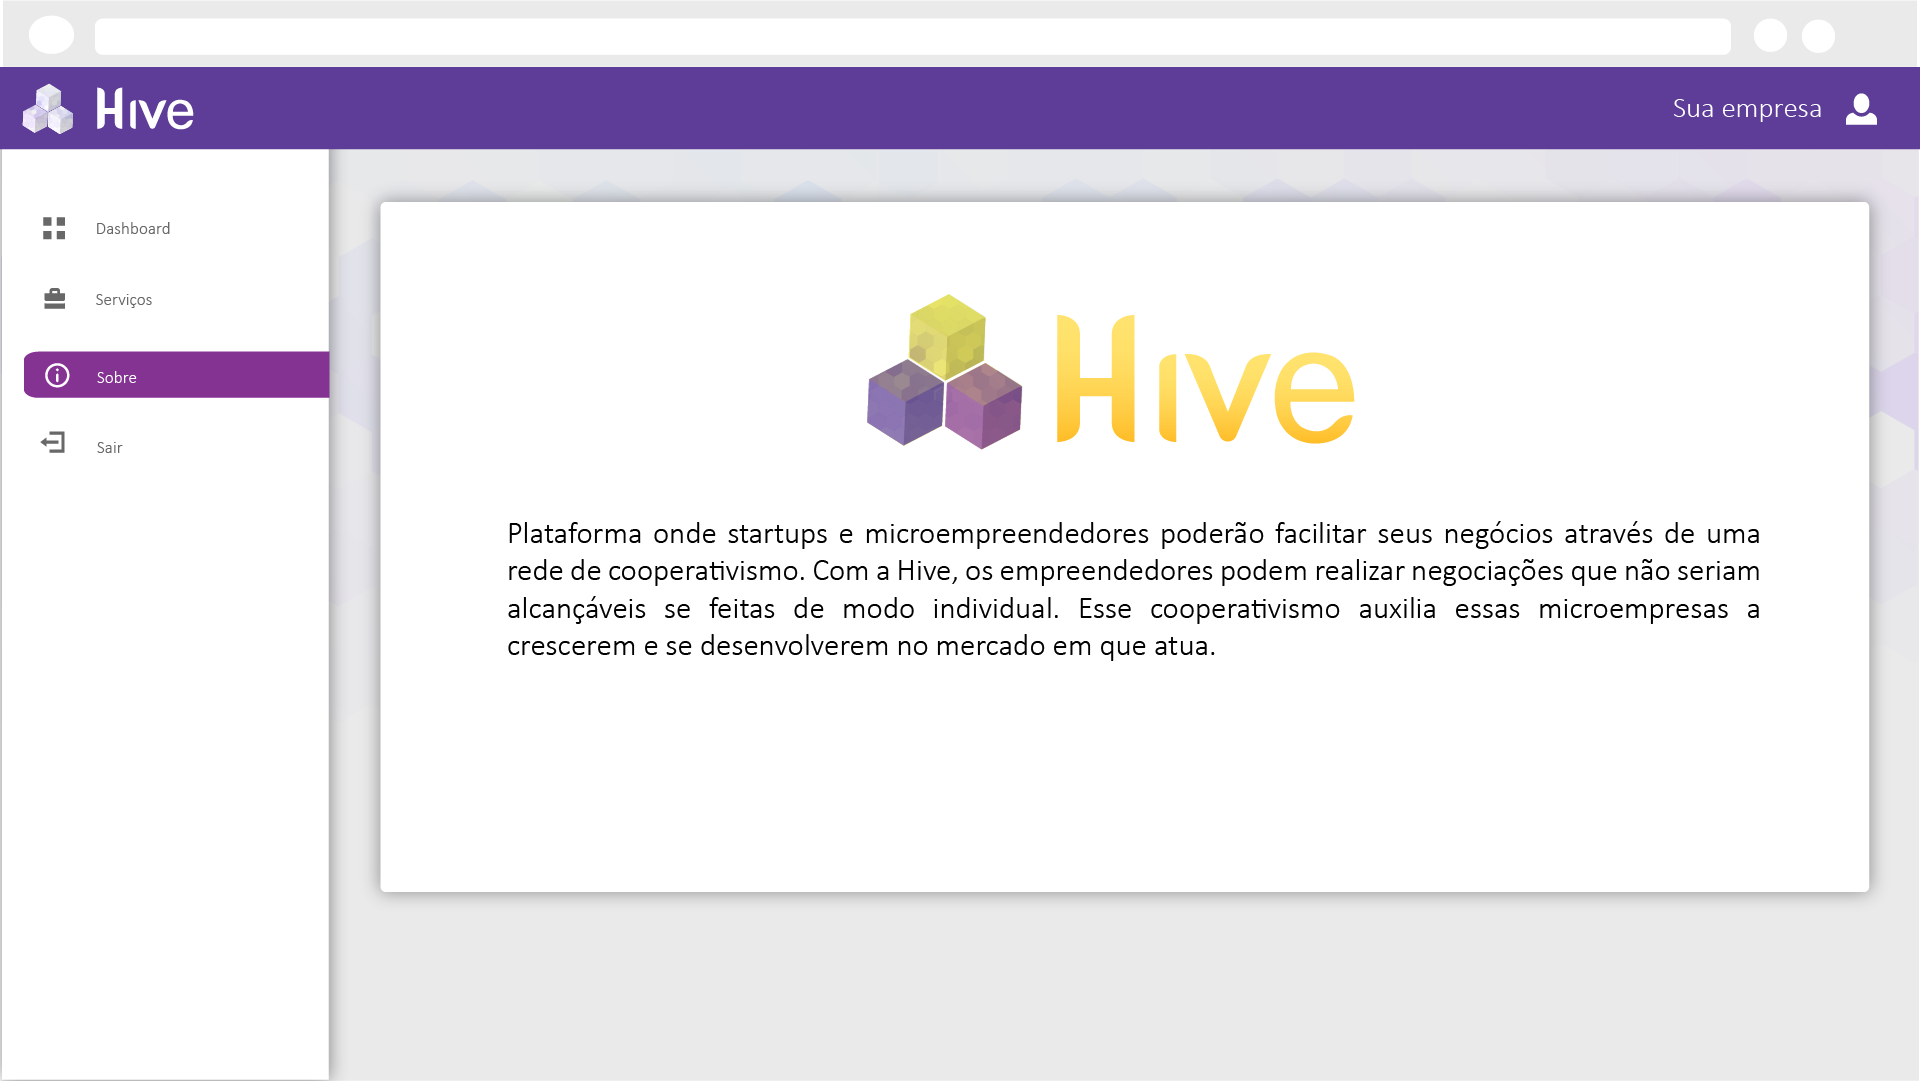 Hive
Sua empresa
Dashboard
Serviços
Sobre
Sair
Hive
Plataforma onde startups e microempreendedores poderão facilitar seus negócios através de uma
rede de cooperativismo. Com a Hive, os empreendedores podem realizar negociações que não seriam
alcançáveis se feitas de modo individual. Esse cooperativismo auxilia essas microempresas a
crescerem e se desenvolverem no mercado em que atua.